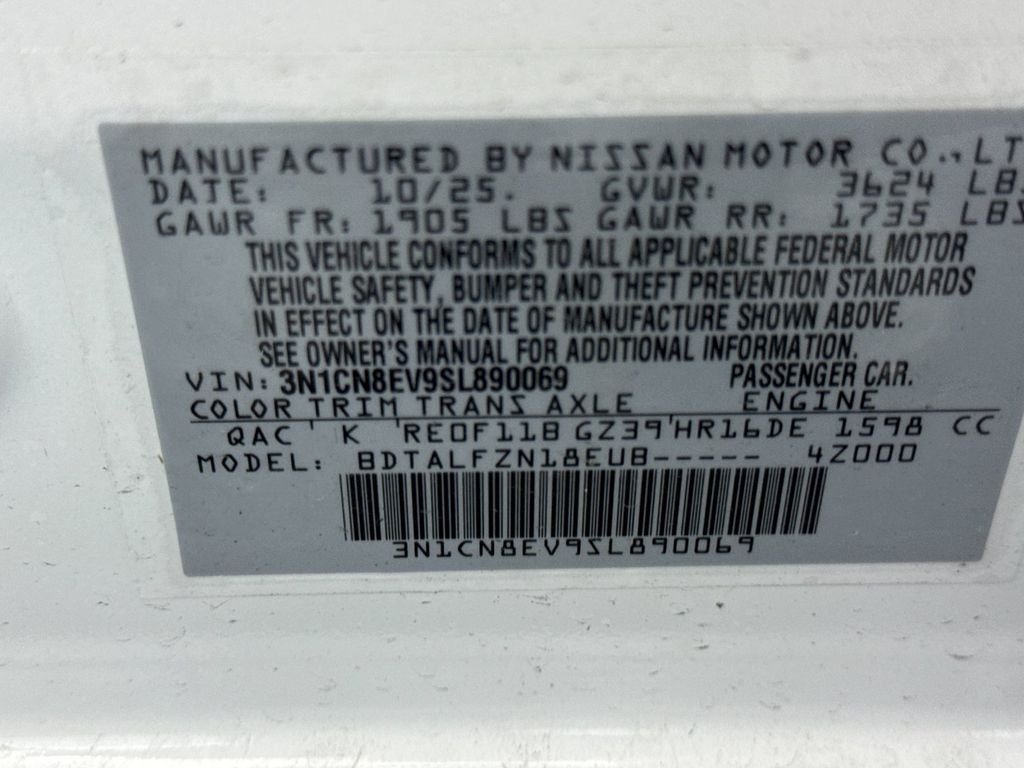 MANUFACTURED BY NISSAN MOTOR CO., LT
DATE: 10/25. GVWR: 3624 LBS
GAWR FR: 1905 LBS GAWR RR: 1735 LBS
THIS VEHICLE CONFORMS TO ALL APPLICABLE FEDERAL MOTOR
VEHICLE SAFETY, BUMPER AND THEFT PREVENTION STANDARDS
IN EFFECT ON THE DATE OF MANUFACTURE SHOWN ABOVE.
SEE OWNER'S MANUAL FOR ADDITIONAL INFORMATION.
VIN: 3N1CN8EV9SL890069 PASSENGER CAR.
COLOR TRIM TRANS AXLE ENGINE
QAC ' K ' RE0F11B GZ39'HR16DE 1598 CC
MODEL: BDTALFZN18EUB----- 4Z000
3N1CN8EV9SL890069